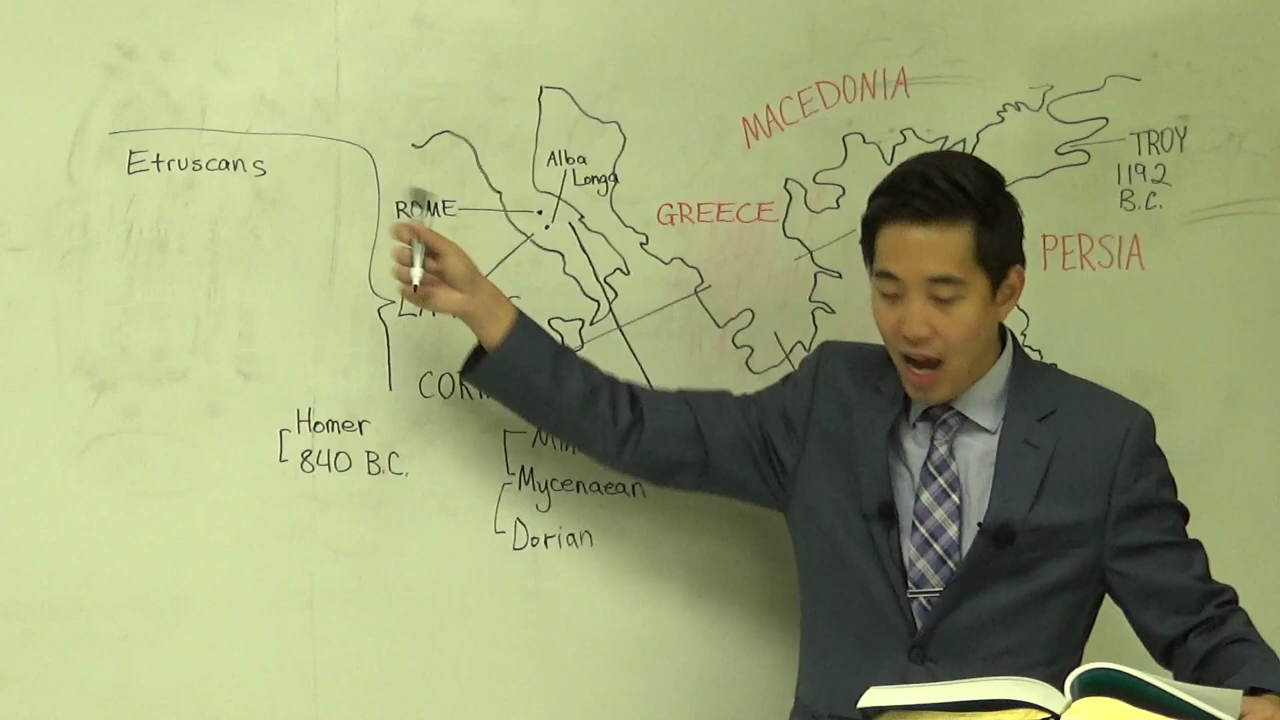 MACEDONIA
Etruscans
Alba
Longa
TROY
1192
B.C.
ROME
GREECE
PERSIA
Homer
840 B.C.
Mycenaean
Dorian